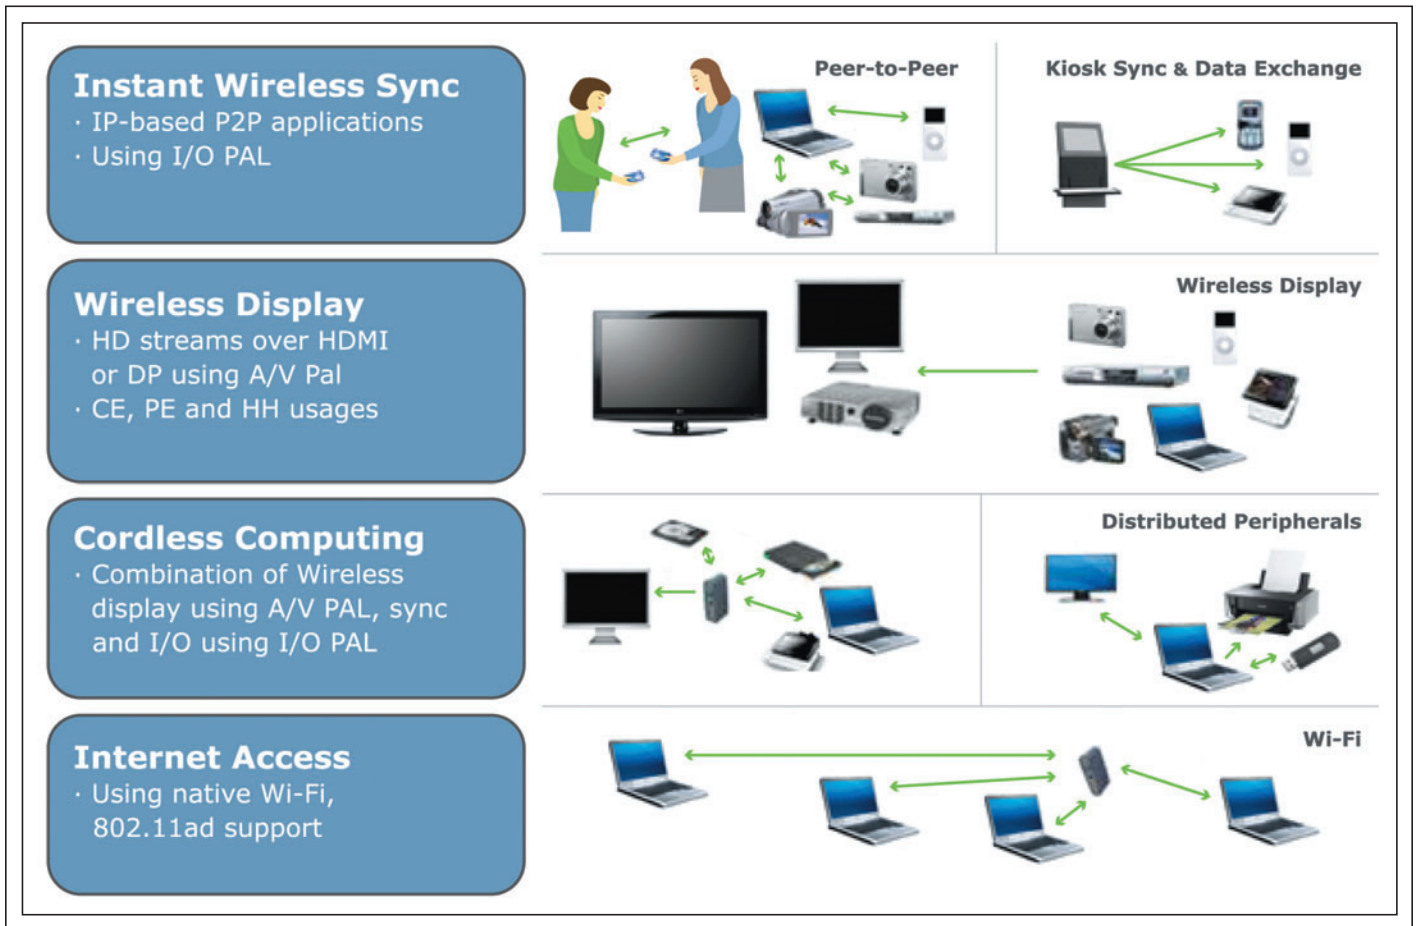 Instant Wireless Sync
· IP-based P2P applications
· Using I/O PAL
Peer-to-Peer
Kiosk Sync & Data Exchange
Wireless Display
· HD streams over HDMI
or DP using A/V Pal
· CE, PE and HH usages
Wireless Display
Cordless Computing
· Combination of Wireless
display using A/V PAL, sync
and I/O using I/O PAL
Distributed Peripherals
Internet Access
· Using native Wi-Fi,
802.11ad support
Wi-Fi